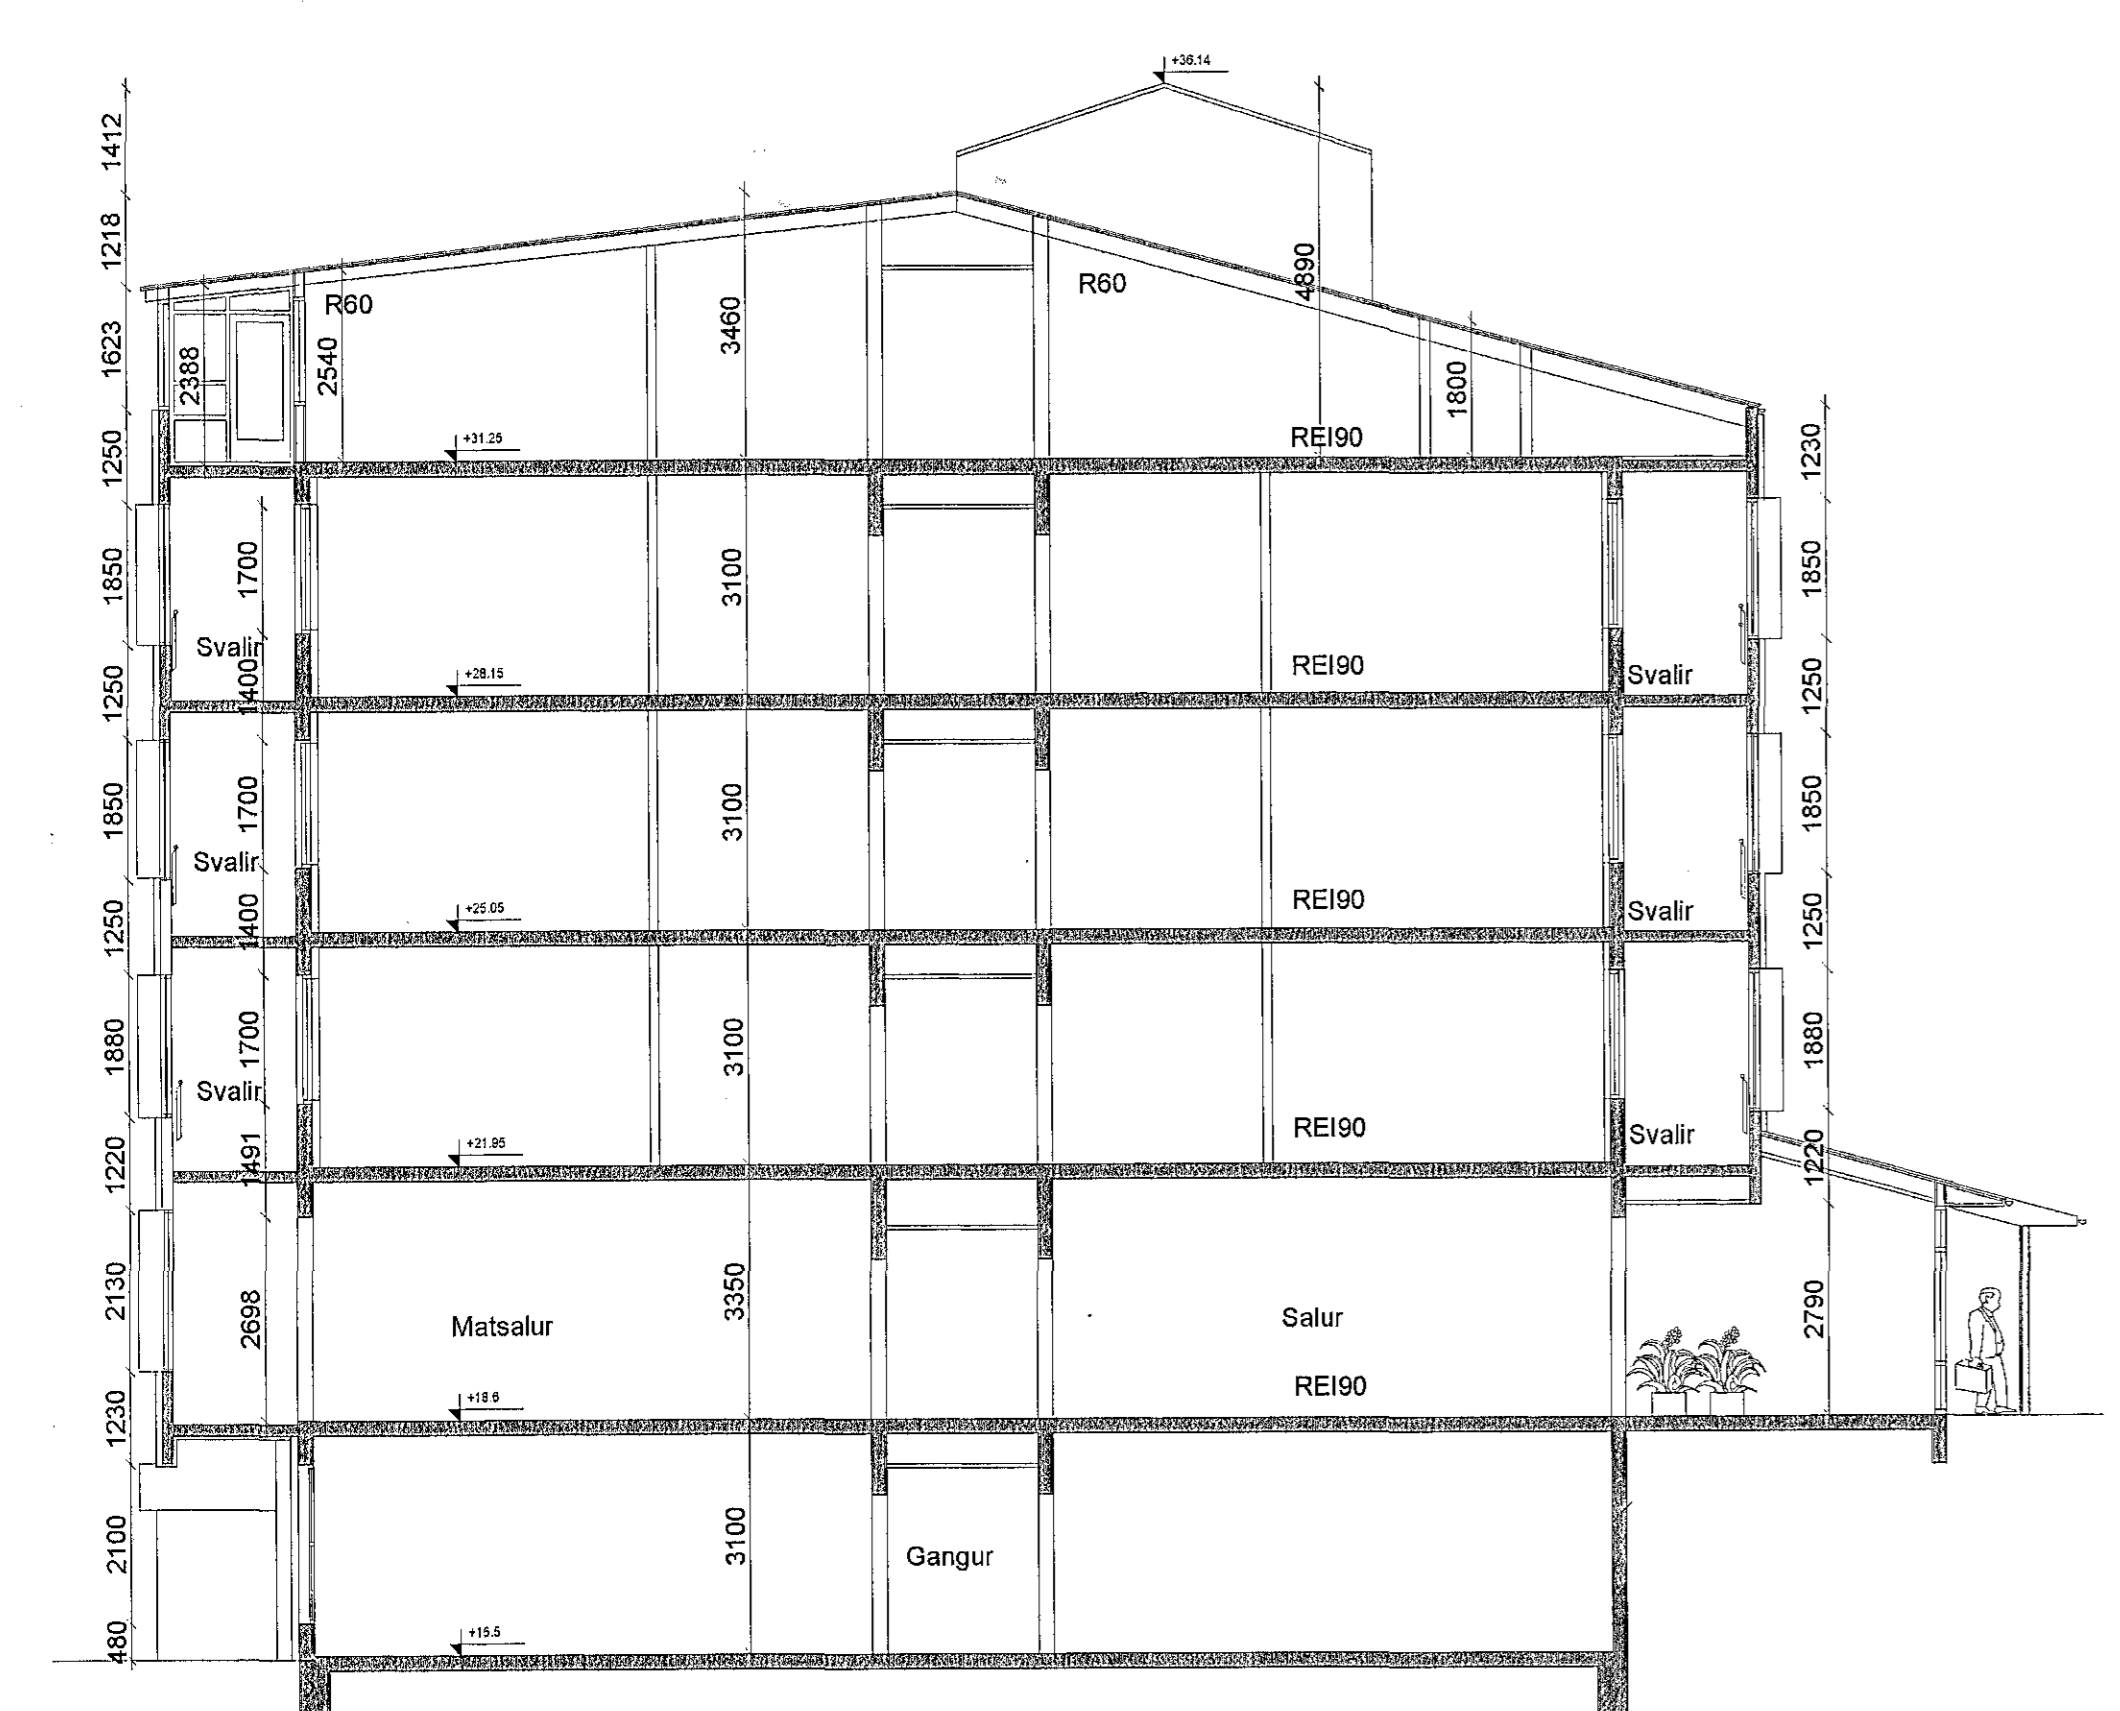 +36.14
1412
1218
4890
R60
R60
3460
1623
2388
2540
1800
1250
+31.25
REI90
1230
1850
1700
3100
1850
Svalir
1400
1250
+28.15
REI90
Svalir
1250
1850
1700
3100
1850
Svalir
1400
1250
+25.05
REI90
Svalir
1250
1880
1700
3100
1880
Svalir
1491
1220
+21.95
REI90
Svalir
1220
2130
2698
Matsalur
3350
Salur
2790
1230
+18.6
REI90
2100
3100
Gangur
480
+15.5